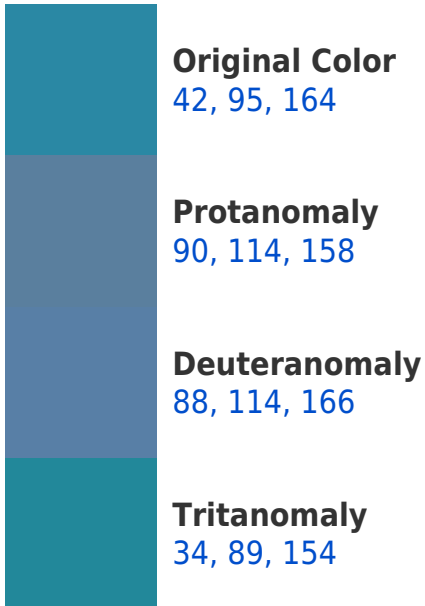 Original Color
42, 95, 164
Protanomaly
90, 114, 158
Deuteranomaly
88, 114, 166
Tritanomaly
34, 89, 154